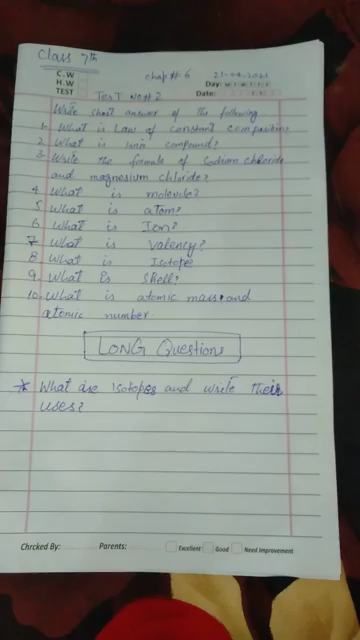 Class 7th
C.W
H.W
TEST
Chap # 6
21-04-2021
Day: M T W T F S
Date:
TEST No# 2
Write short answer of the following
1. What is Law of constant composition?
2. What is ionic compound?
3. Write the formula of Sodium chloride
and magnesium chloride?
4. What is molecule?
5. What is atom?
6. What is Ion?
7. What is Valency?
8. What is Isotope?
9. What is Shell?
10. What is atomic mass and
atomic number
LONG Questions
* What are Isotopes and write their
uses?
Chrcked By: Parents: Excellent Good Need Improvement